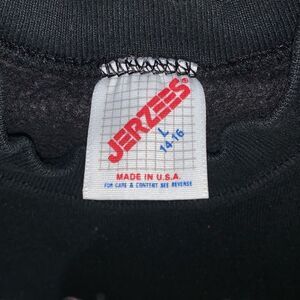 JERZEES®
L
14-16
MADE IN U.S.A.
FOR CARE & CONTENT SEE REVERSE